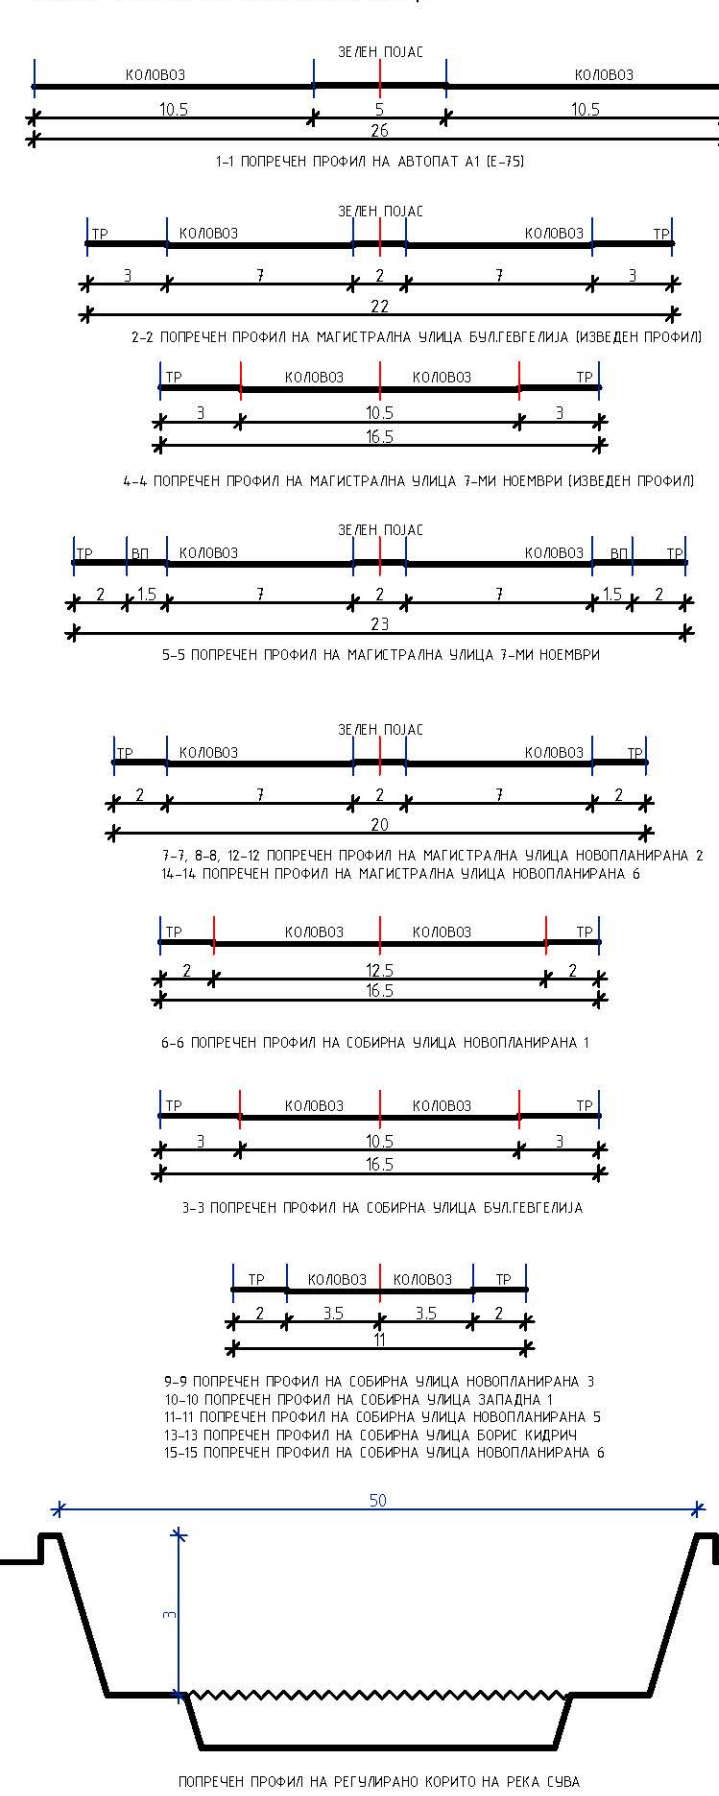 ЗЕЛЕН ПОЈАС
КОЛОВОЗ КОЛОВОЗ
10.5 5 10.5
26
1-1 ПОПРЕЧЕН ПРОФИЛ НА АВТОПАТ А1 (Е-75)
ЗЕЛЕН ПОЈАС
ТР КОЛОВОЗ КОЛОВОЗ ТР
3 7 2 7 3
22
2-2 ПОПРЕЧЕН ПРОФИЛ НА МАГИСТРАЛНА УЛИЦА БУЛ.ГЕВГЕЛИЈА (ИЗВЕДЕН ПРОФИЛ)
ТР КОЛОВОЗ КОЛОВОЗ ТР
3 10.5 3
16.5
4-4 ПОПРЕЧЕН ПРОФИЛ НА МАГИСТРАЛНА УЛИЦА 7-МИ НОЕМВРИ (ИЗВЕДЕН ПРОФИЛ)
ЗЕЛЕН ПОЈАС
ТР ВП КОЛОВОЗ КОЛОВОЗ ВП ТР
2 1.5 7 2 7 1.5 2
23
5-5 ПОПРЕЧЕН ПРОФИЛ НА МАГИСТРАЛНА УЛИЦА 7-МИ НОЕМВРИ
ЗЕЛЕН ПОЈАС
ТР КОЛОВОЗ КОЛОВОЗ ТР
2 7 2 7 2
20
7-7, 8-8, 12-12 ПОПРЕЧЕН ПРОФИЛ НА МАГИСТРАЛНА УЛИЦА НОВОПЛАНИРАНА 2
14-14 ПОПРЕЧЕН ПРОФИЛ НА МАГИСТРАЛНА УЛИЦА НОВОПЛАНИРАНА 6
ТР КОЛОВОЗ КОЛОВОЗ ТР
2 12.5 2
16.5
6-6 ПОПРЕЧЕН ПРОФИЛ НА СОБИРНА УЛИЦА НОВОПЛАНИРАНА 1
ТР КОЛОВОЗ КОЛОВОЗ ТР
3 10.5 3
16.5
3-3 ПОПРЕЧЕН ПРОФИЛ НА СОБИРНА УЛИЦА БУЛ.ГЕВГЕЛИЈА
ТР КОЛОВОЗ КОЛОВОЗ ТР
2 3.5 3.5 2
11
9-9 ПОПРЕЧЕН ПРОФИЛ НА СОБИРНА УЛИЦА НОВОПЛАНИРАНА 3
10-10 ПОПРЕЧЕН ПРОФИЛ НА СОБИРНА УЛИЦА ЗАПАДНА 1
11-11 ПОПРЕЧЕН ПРОФИЛ НА СОБИРНА УЛИЦА НОВОПЛАНИРАНА 5
13-13 ПОПРЕЧЕН ПРОФИЛ НА СОБИРНА УЛИЦА БОРИС КИДРИЧ
15-15 ПОПРЕЧЕН ПРОФИЛ НА СОБИРНА УЛИЦА НОВОПЛАНИРАНА 6
50
3
ПОПРЕЧЕН ПРОФИЛ НА РЕГУЛИРАНО КОРИТО НА РЕКА СУВА